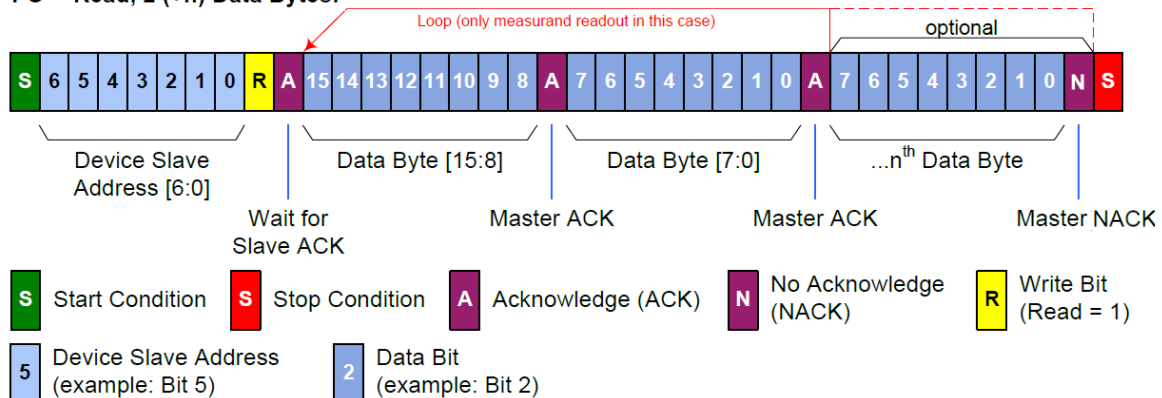 Read, 2 (+n) Data Bytes:
Loop (only measurand readout in this case)
optional
S 6 5 4 3 2 1 0 R A 15 14 13 12 11 10 9 8 A 7 6 5 4 3 2 1 0 A 7 6 5 4 3 2 1 0 N S
Device Slave
Address [6:0]
Data Byte [15:8]
Data Byte [7:0]
...nth Data Byte
Wait for
Slave ACK
Master ACK
Master ACK
Master NACK
S Start Condition
S Stop Condition
A Acknowledge (ACK)
N No Acknowledge
(NACK)
R Write Bit
(Read = 1)
5 Device Slave Address
(example: Bit 5)
2 Data Bit
(example: Bit 2)